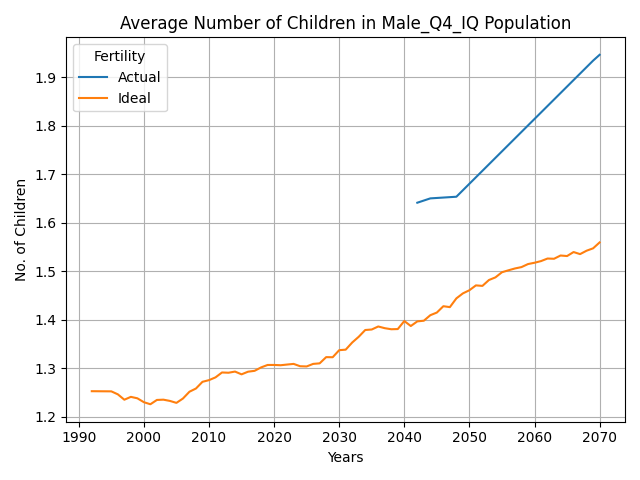 Average Number of Children in Male_Q4_IQ Population
Fertility
Actual
Ideal
No. of Children
1.9
1.8
1.7
1.6
1.5
1.4
1.3
1.2
1990 2000 2010 2020 2030 2040 2050 2060 2070
Years